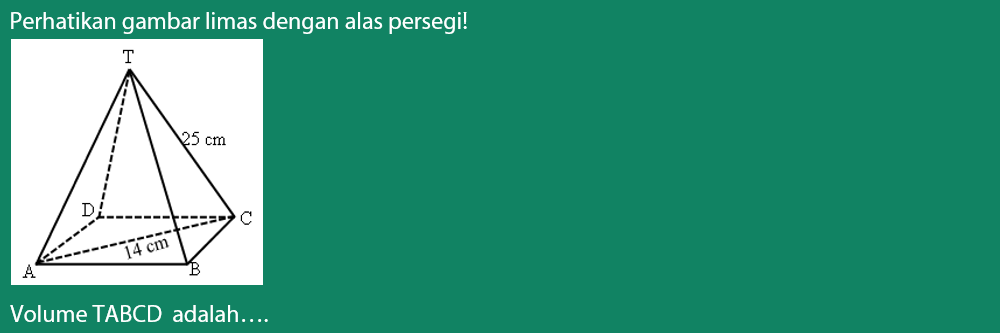 Perhatikan gambar limas dengan alas persegi!
T
25 cm
D
C
14 cm
A
B
Volume TABCD adalah....